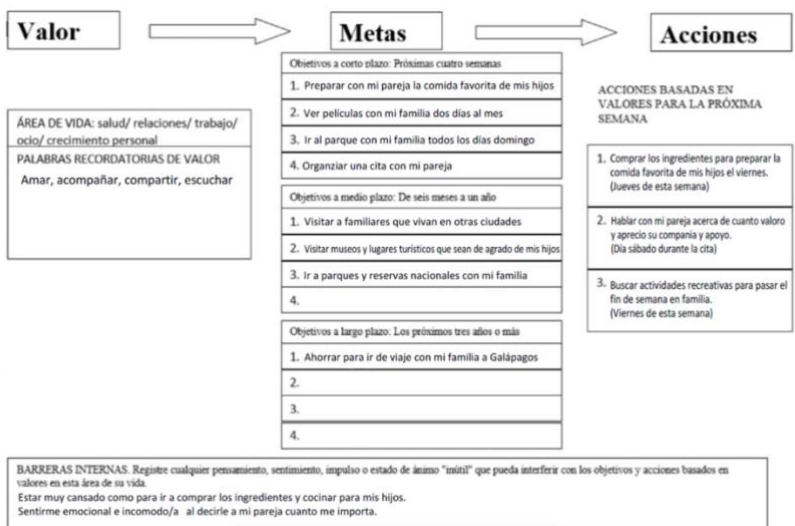 Valor
Metas
Acciones
ÁREA DE VIDA: salud/ relaciones/ trabajo/
ocio/ crecimiento personal
PALABRAS RECORDATORIAS DE VALOR
Amar, acompañar, compartir, escuchar
Objetivos a corto plazo: Próximas cuatro semanas
1. Preparar con mi pareja la comida favorita de mis hijos
2. Ver películas con mi familia dos días al mes
3. Ir al parque con mi familia todos los días domingo
4. Organziar una cita con mi pareja
Objetivos a medio plazo: De seis meses a un año
1. Visitar a familiares que vivan en otras ciudades
2. Visitar museos y lugares turísticos que sean de agrado de mis hijos
3. Ir a parques y reservas nacionales con mi familia
4.
Objetivos a largo plazo: Los próximos tres años o más
1. Ahorrar para ir de viaje con mi familia a Galápagos
2.
3.
4.
ACCIONES BASADAS EN
VALORES PARA LA PRÓXIMA
SEMANA
1. Comprar los ingredientes para preparar la
comida favorita de mis hijos el viernes.
(Jueves de esta semana)
2. Hablar con mi pareja acerca de cuanto valoro
y aprecio su compania y apoyo.
(Día sábado durante la cita)
3. Buscar actividades recreativas para pasar el
fin de semana en familia.
(Viernes de esta semana)
BARRERAS INTERNAS. Registre cualquier pensamiento, sentimiento, impulso o estado de ánimo "inútil" que pueda interferir con los objetivos y acciones basados en
valores en esta área de su vida.
Estar muy cansado como para ir a comprar los ingredientes y cocinar para mis hijos.
Sentirme emocional e incomodo/a al decirle a mi pareja cuanto me importa.